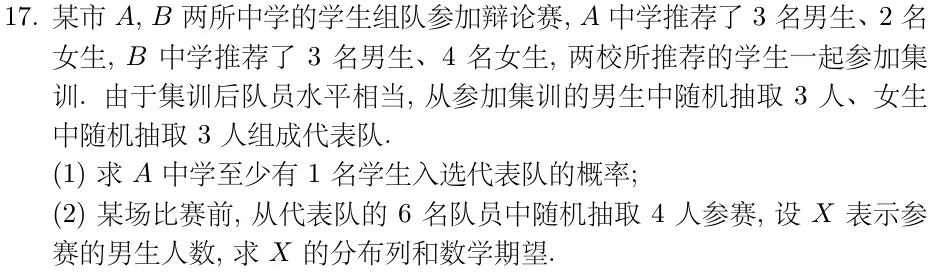 17. 某市 A, B 两所中学的学生组队参加辩论赛, A 中学推荐了 3 名男生、2 名
女生, B 中学推荐了 3 名男生、4 名女生, 两校所推荐的学生一起参加集
训. 由于集训后队员水平相当, 从参加集训的男生中随机抽取 3 人、女生
中随机抽取 3 人组成代表队.
(1) 求 A 中学至少有 1 名学生入选代表队的概率;
(2) 某场比赛前, 从代表队的 6 名队员中随机抽取 4 人参赛, 设 X 表示参
赛的男生人数, 求 X 的分布列和数学期望.